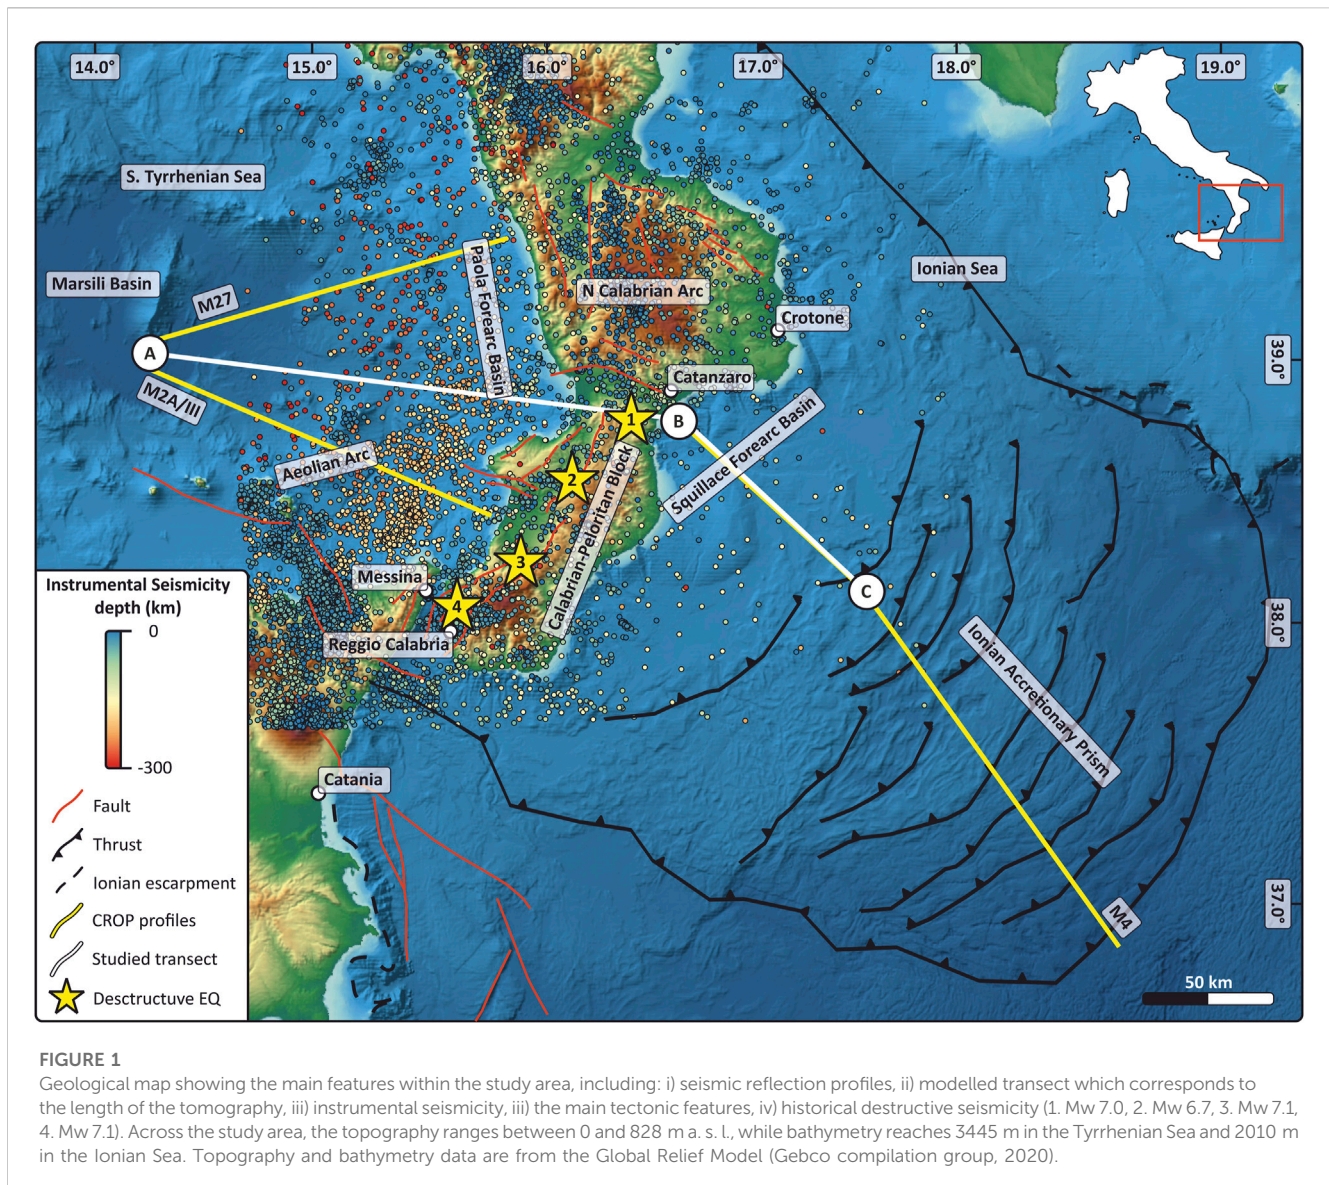 14.0°
15.0°
16.0°
17.0°
18.0°
19.0°
S. Tyrrhenian Sea
Marsili Basin
M27
Paola Forearc Basin
N Calabrian Arc
Ionian Sea
Crotone
39.0°
A
M2A/III
Catanzaro
1
B
Squillace Forearc Basin
Aeolian Arc
2
Calabrian-Peloritan Block
3
Messina
4
C
38.0°
Reggio Calabria
Ionian Accretionary Prism
Catania
37.0°
M4
50 km
Instrumental Seismicity
depth (km)
0
-300
Fault
Thrust
Ionian escarpment
CROP profiles
Studied transect
Desctructuve EQ
FIGURE 1
Geological map showing the main features within the study area, including: i) seismic reflection profiles, ii) modelled transect which corresponds to
the length of the tomography, iii) instrumental seismicity, iii) the main tectonic features, iv) historical destructive seismicity (1. Mw 7.0, 2. Mw 6.7, 3. Mw 7.1,
4. Mw 7.1). Across the study area, the topography ranges between 0 and 828 m a. s. l., while bathymetry reaches 3445 m in the Tyrrhenian Sea and 2010 m
in the Ionian Sea. Topography and bathymetry data are from the Global Relief Model (Gebco compilation group, 2020).